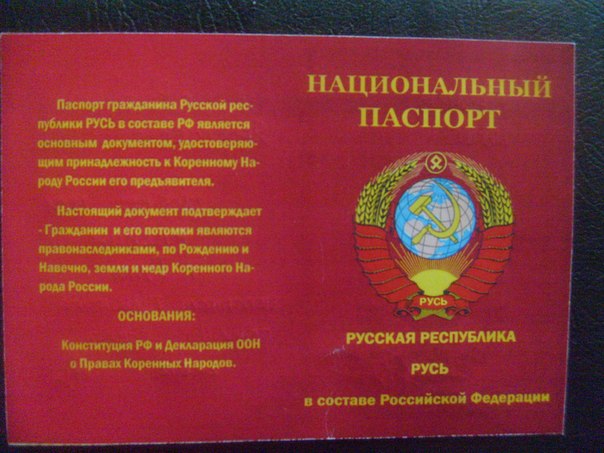 Паспорт гражданина Русской рес-
публики РУСЬ в составе РФ является
основным документом, удостоверяю-
щим принадлежность к Коренному На-
роду России его предъявителя.
Настоящий документ подтверждает
- Гражданин и его потомки являются
правонаследниками, по Рождению и
Навечно, земли и недр Коренного На-
рода России.
ОСНОВАНИЯ:
Конституция РФ и Декларация ООН
о Правах Коренных Народов.
НАЦИОНАЛЬНЫЙ
ПАСПОРТ
РУСЬ
РУССКАЯ РЕСПУБЛИКА
РУСЬ
в составе Российской Федерации